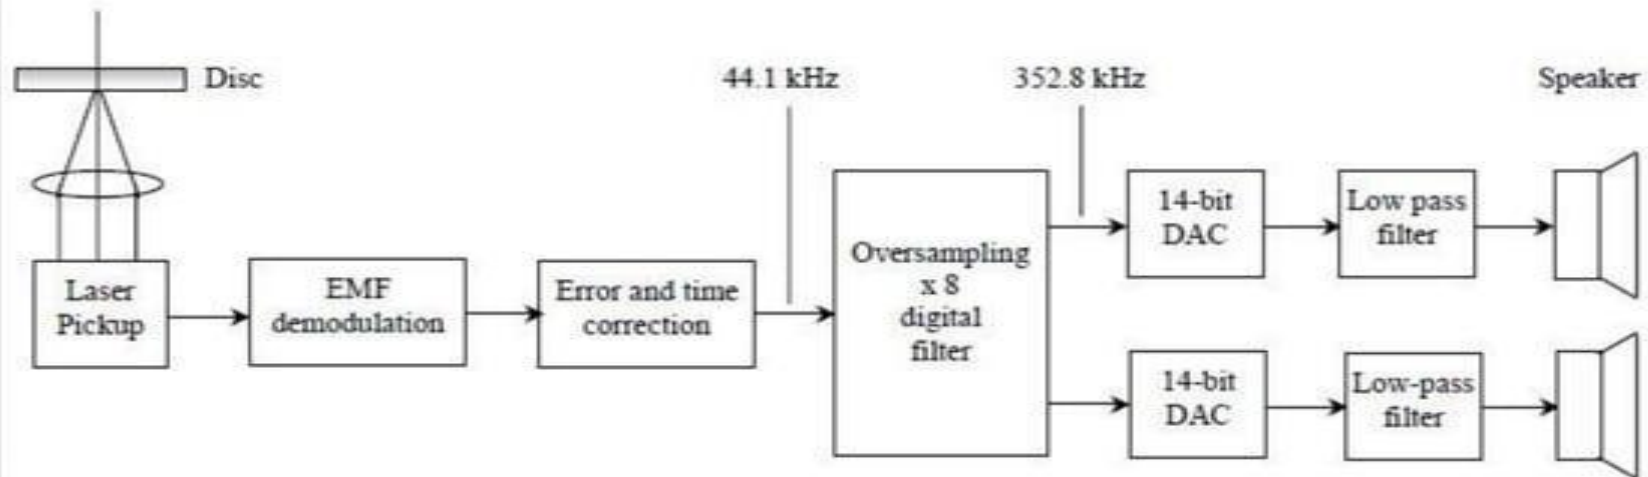 Disc
44.1 kHz
352.8 kHz
Speaker
Laser
Pickup
EMF
demodulation
Error and time
correction
Oversampling
x 8
digital
filter
14-bit
DAC
Low pass
filter
14-bit
DAC
Low-pass
filter